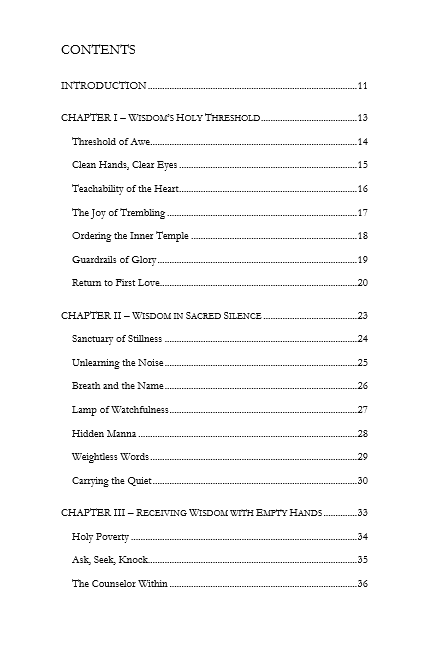 CONTENTS
INTRODUCTION....................11
CHAPTER I – WISDOM'S HOLY THRESHOLD....................13
Threshold of Awe....................14
Clean Hands, Clear Eyes....................15
Teachability of the Heart....................16
The Joy of Trembling....................17
Ordering the Inner Temple....................18
Guardrails of Glory....................19
Return to First Love....................20
CHAPTER II – WISDOM IN SACRED SILENCE....................23
Sanctuary of Stillness....................24
Unlearning the Noise....................25
Breath and the Name....................26
Lamp of Watchfulness....................27
Hidden Manna....................28
Weightless Words....................29
Carrying the Quiet....................30
CHAPTER III – RECEIVING WISDOM WITH EMPTY HANDS....................33
Holy Poverty....................34
Ask, Seek, Knock....................35
The Counselor Within....................36